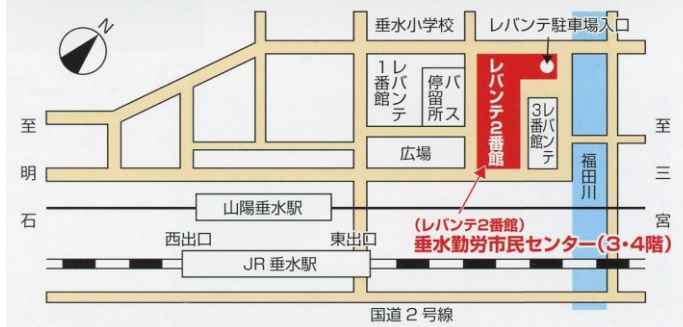 N
垂水小学校
レバンテ駐車場入口
レバンテ
1番館
バス
停留所
レバンテ2番館
レバンテ
3番館
広場
至明石
至三宮
福田川
山陽垂水駅
(レバンテ2番館)
垂水勤労市民センター(3・4階)
西出口
東出口
JR垂水駅
国道2号線